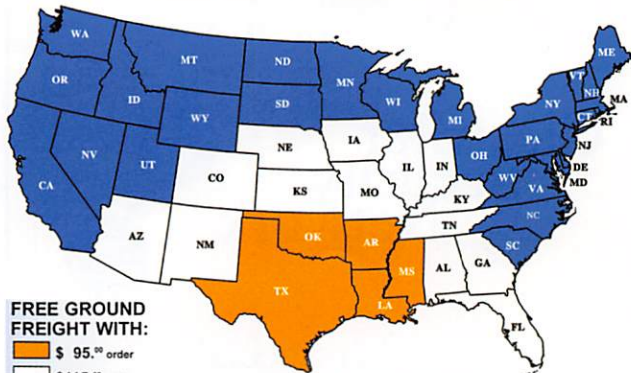 WA
MT
ND
MN
ME
VT
NH
OR
ID
SD
WI
NY
MA
WY
MI
CT
RI
NE
IA
PA
NJ
NV
UT
CO
IL
IN
OH
WV
DE
MD
CA
KS
MO
KY
VA
AZ
NM
OK
AR
TN
NC
SC
TX
LA
MS
AL
GA
FL
FREE GROUND
FREIGHT WITH:
$ 95.00 order